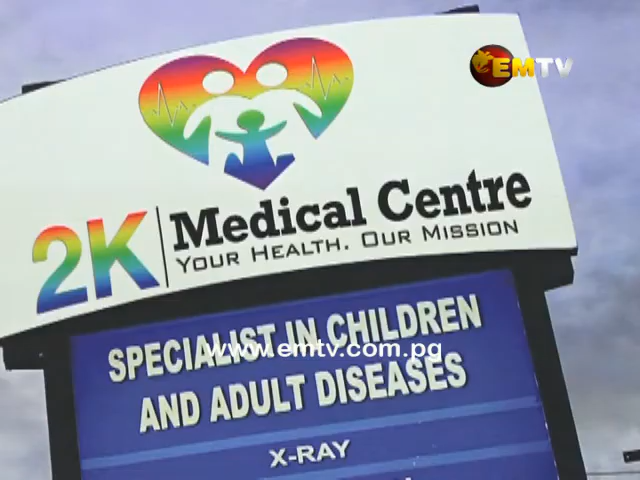 EMTV
2K
Medical Centre
YOUR HEALTH. OUR MISSION
SPECIALIST IN CHILDREN
www.emtv.com.pg
AND ADULT DISEASES
X-RAY